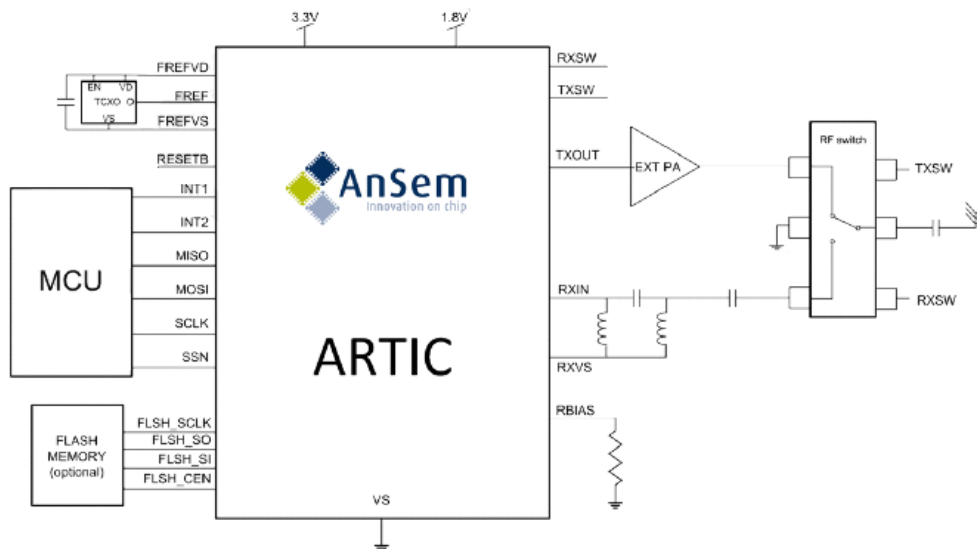 3.3V
1.8V
FREFVD
EN VD
TCXO
FREF
VS
FREFVS
RESETB
INT1
INT2
MISO
MOSI
SCLK
SSN
MCU
FLSH_SCLK
FLSH_SO
FLSH_SI
FLSH_CEN
FLASH
MEMORY
(optional)
AnSem
Innovation on chip
ARTIC
VS
RXSW
TXSW
TXOUT
EXT PA
RXIN
RXVS
RBIAS
RF switch
TXSW
RXSW